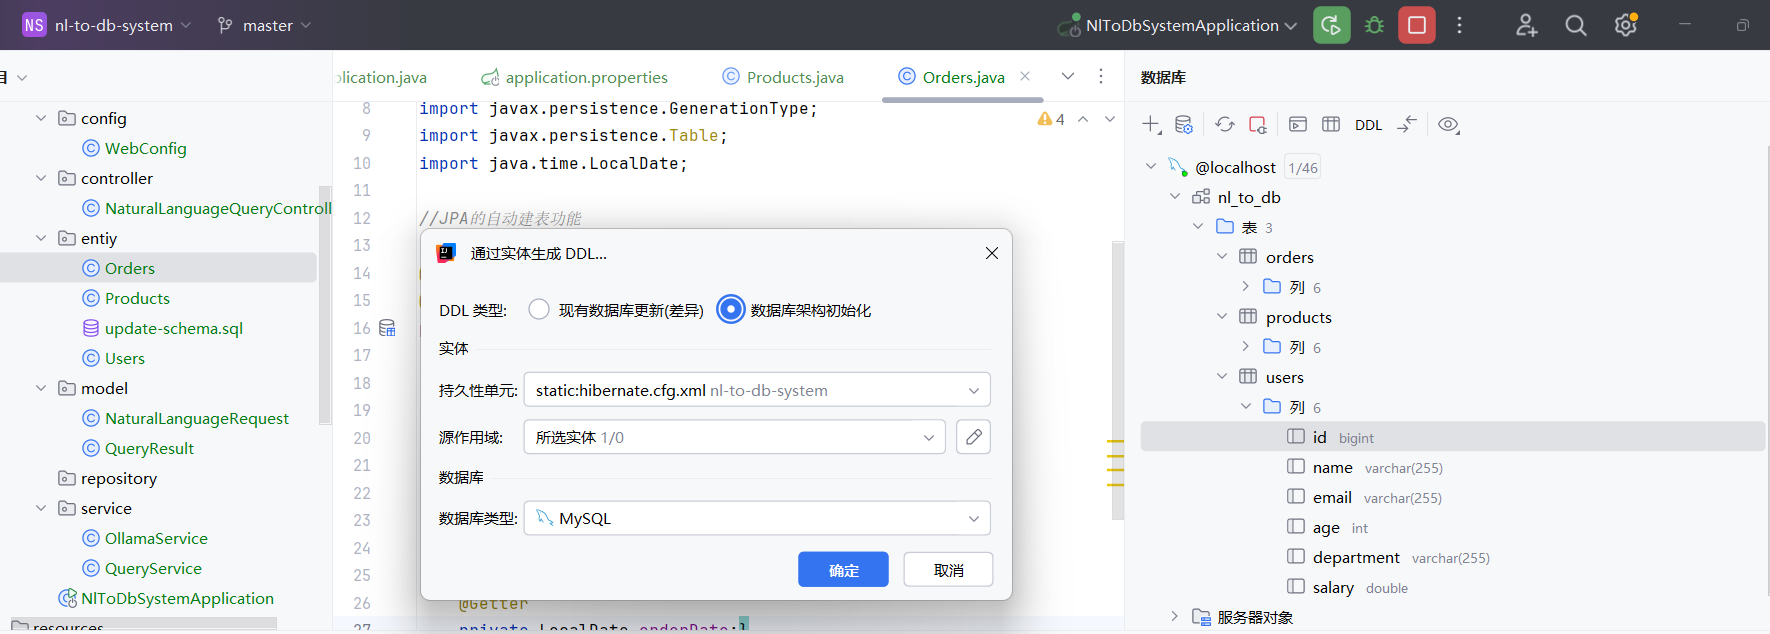 NS nl-to-db-system master NlToDbSystemApplication
目
config
WebConfig
controller
NaturalLanguageQueryControll
entiy
Orders
Products
update-schema.sql
Users
model
NaturalLanguageRequest
QueryResult
repository
service
OllamaService
QueryService
NlToDbSystemApplication
resources
plication.java application.properties Products.java Orders.java
8 import javax.persistence.GenerationType;
9 import javax.persistence.Table;
10 import java.time.LocalDate;
11
12 //JPA的自动建表功能
13
14
15
16
17
18
19
20
21
22
23
24
25
26 @Getter
27 private LocalDate orderDate;}
4
通过实体生成 DDL...
DDL 类型: 现有数据库更新(差异) 数据库架构初始化
实体
持久性单元: static:hibernate.cfg.xml nl-to-db-system
源作用域: 所选实体 1/0
数据库
数据库类型: MySQL
确定 取消
数据库
DDL
@localhost 1/46
nl_to_db
表 3
orders
列 6
products
列 6
users
列 6
id bigint
name varchar(255)
email varchar(255)
age int
department varchar(255)
salary double
服务器对象